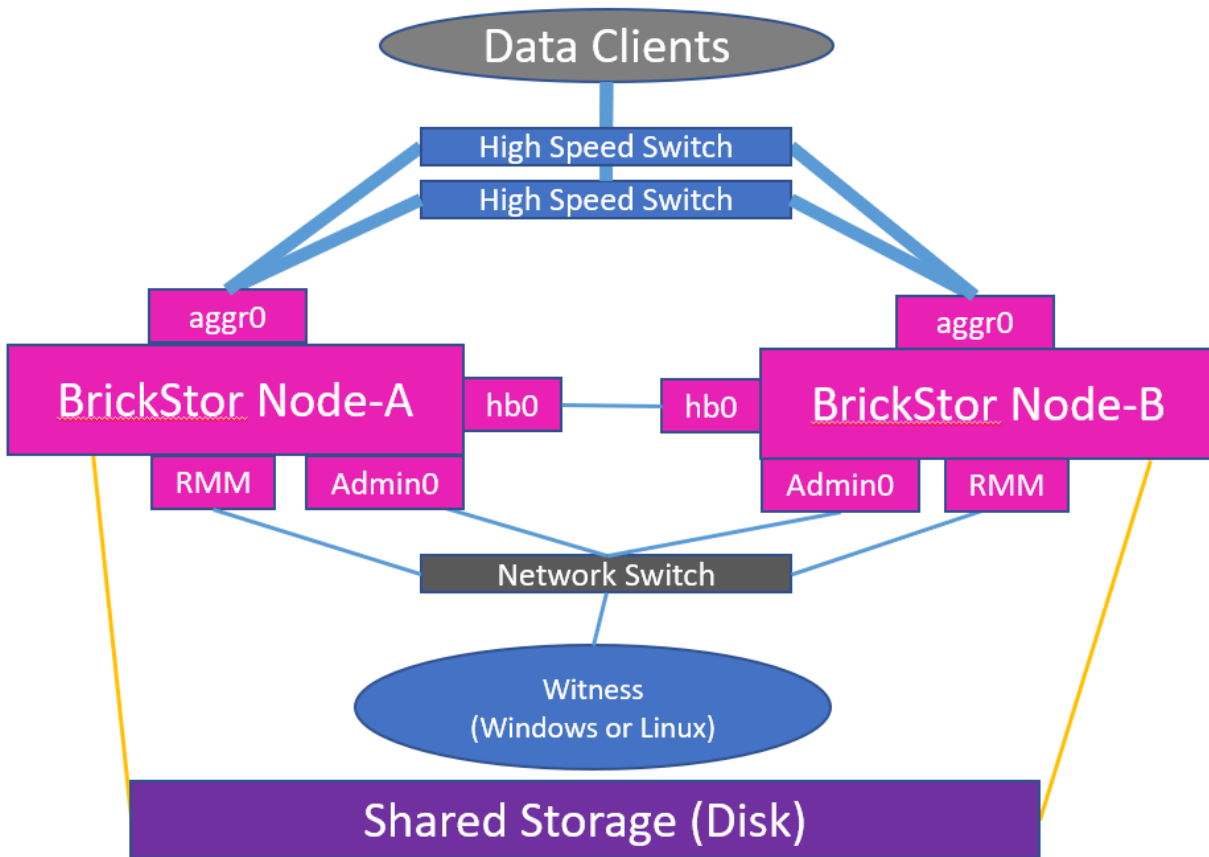 Data Clients
High Speed Switch
High Speed Switch
aggr0
aggr0
BrickStor Node-A
hb0
hb0
BrickStor Node-B
RMM
Admin0
Admin0
RMM
Network Switch
Witness
(Windows or Linux)
Shared Storage (Disk)